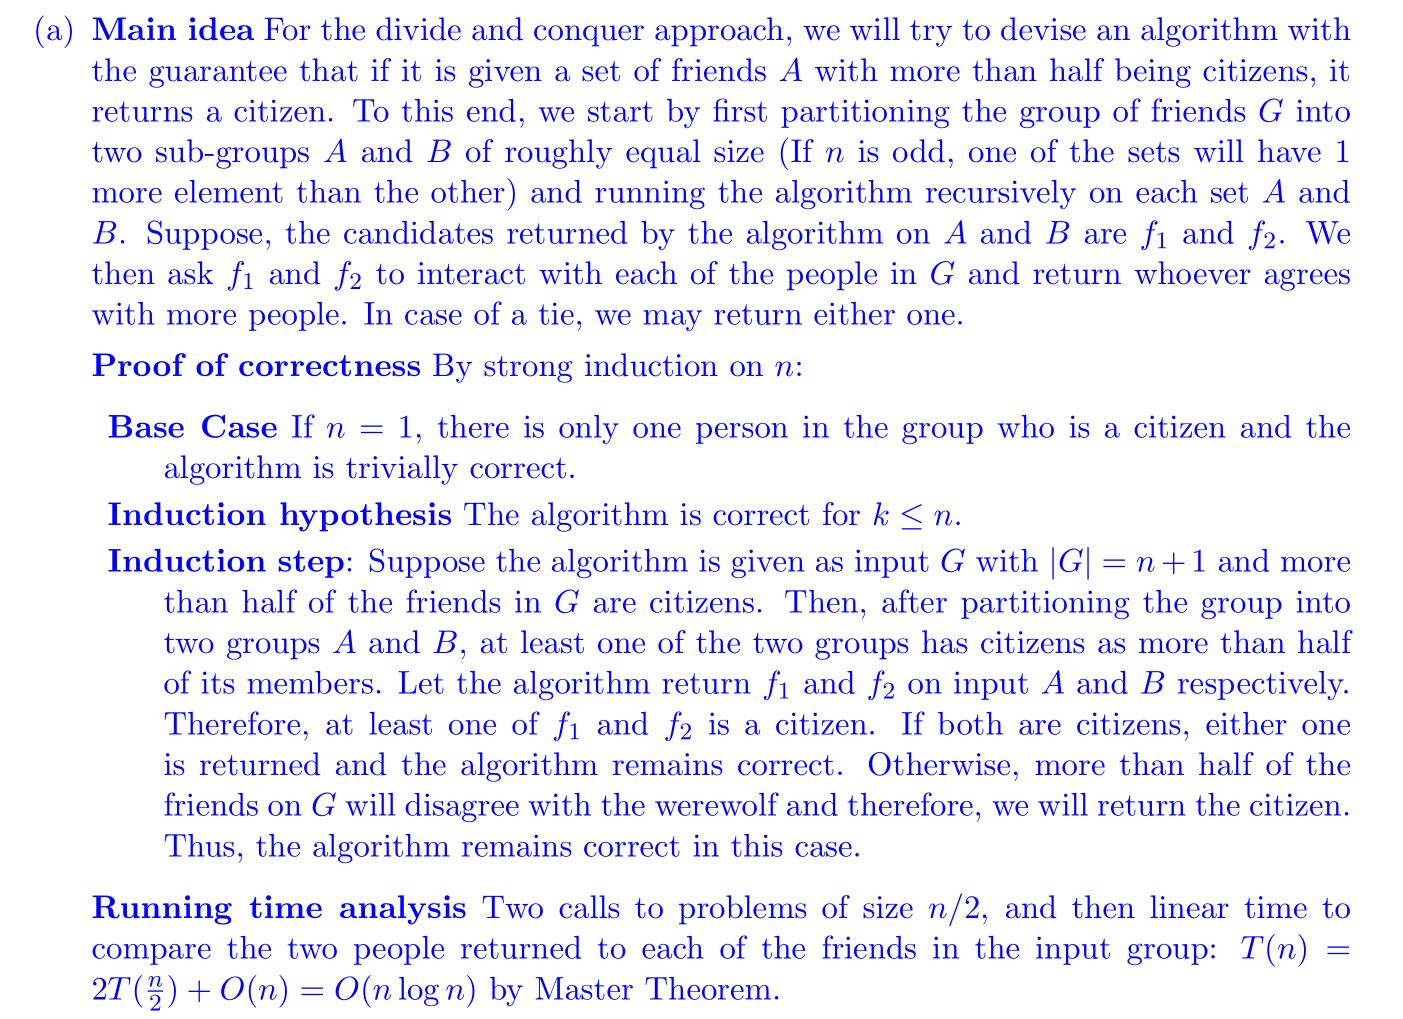 (a) Main idea For the divide and conquer approach, we will try to devise an algorithm with
the guarantee that if it is given a set of friends A with more than half being citizens, it
returns a citizen. To this end, we start by first partitioning the group of friends G into
two sub-groups A and B of roughly equal size (If n is odd, one of the sets will have 1
more element than the other) and running the algorithm recursively on each set A and
B. Suppose, the candidates returned by the algorithm on A and B are f₁ and f₂. We
then ask f₁ and f₂ to interact with each of the people in G and return whoever agrees
with more people. In case of a tie, we may return either one.
Proof of correctness By strong induction on n:
Base Case If n = 1, there is only one person in the group who is a citizen and the
algorithm is trivially correct.
Induction hypothesis The algorithm is correct for k ≤ n.
Induction step: Suppose the algorithm is given as input G with |G| = n + 1 and more
than half of the friends in G are citizens. Then, after partitioning the group into
two groups A and B, at least one of the two groups has citizens as more than half
of its members. Let the algorithm return f₁ and f₂ on input A and B respectively.
Therefore, at least one of f₁ and f₂ is a citizen. If both are citizens, either one
is returned and the algorithm remains correct. Otherwise, more than half of the
friends on G will disagree with the werewolf and therefore, we will return the citizen.
Thus, the algorithm remains correct in this case.
Running time analysis Two calls to problems of size n/2, and then linear time to
compare the two people returned to each of the friends in the input group: T(n) =
2T(n/2) + O(n) = O(n log n) by Master Theorem.